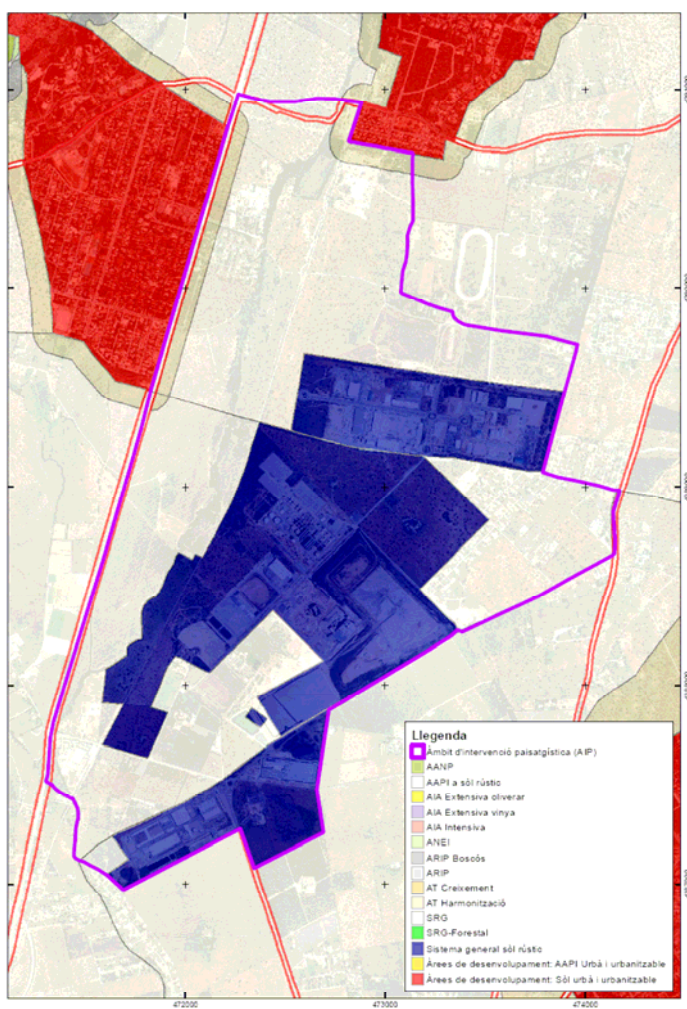 Llegenda
Àmbit d'intervenció paisatgística (AIP)
AANP
AAPI a sòl rústic
AIA Extensiva oliverar
AIA Extensiva vinya
AIA Intensiva
ANEI
ARIP Boscós
ARIP
AT Creixement
AT Harmonització
SRG
SRG-Forestal
Sistema general sòl rústic
Àrees de desenvolupament: AAPI Urbà i urbanitzable
Àrees de desenvolupament: Sòl urbà i urbanitzable
472000
473000
474000